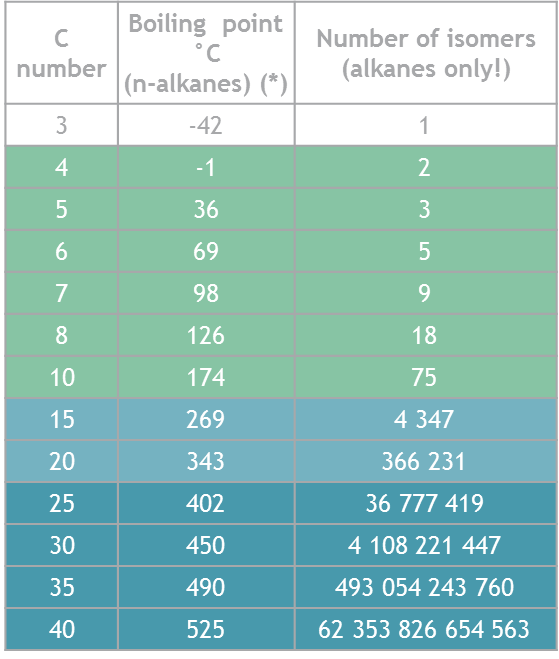 C number Boiling point ˚C (n-alkanes) (*) Number of isomers (alkanes only!)
3 -42 1
4 -1 2
5 36 3
6 69 5
7 98 9
8 126 18
10 174 75
15 269 4 347
20 343 366 231
25 402 36 777 419
30 450 4 108 221 447
35 490 493 054 243 760
40 525 62 353 826 654 563